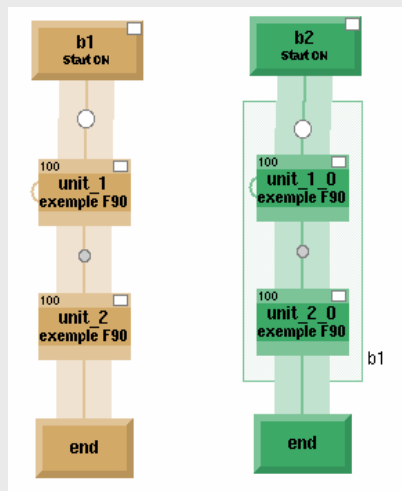 b1
Start ON
100
unit_1
exemple F90
100
unit_2
exemple F90
end
b2
Start ON
100
unit_1_0
exemple F90
100
unit_2_0
exemple F90
b1
end